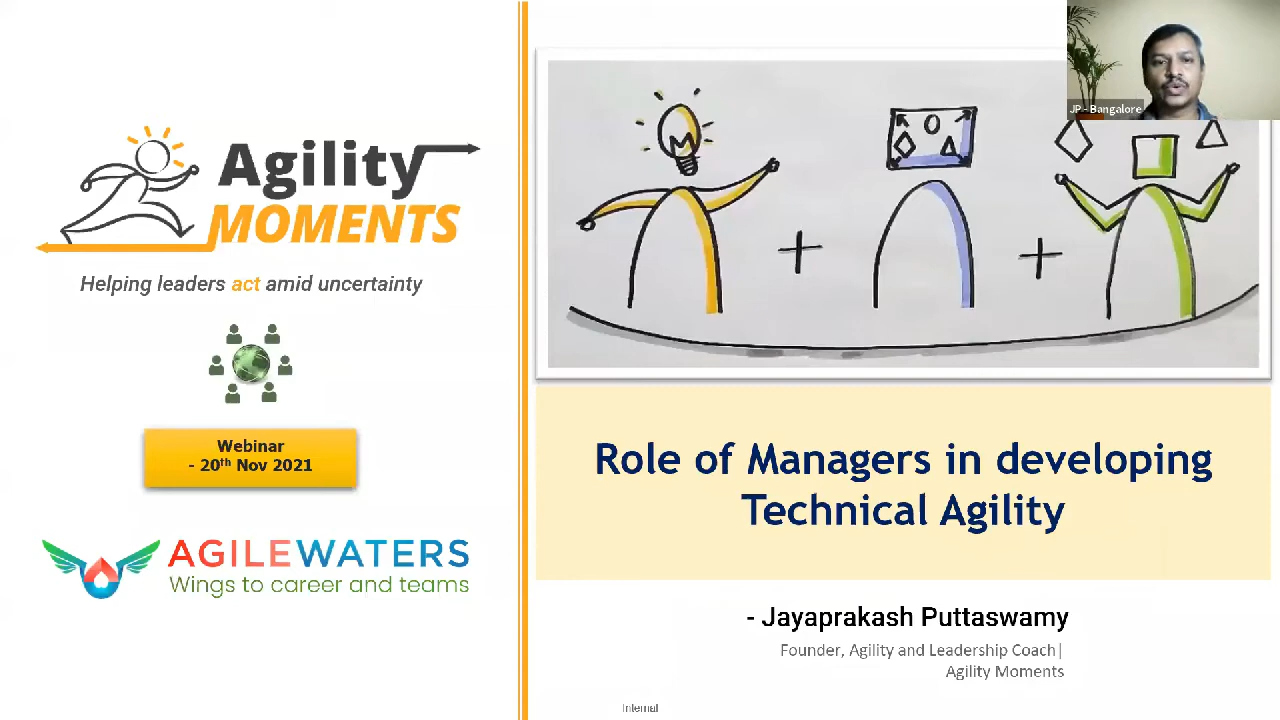 Agility
MOMENTS
Helping leaders act amid uncertainty
Webinar
- 20th Nov 2021
AGILEWATERS
Wings to career and teams
JP - Bangalore
Role of Managers in developing
Technical Agility
- Jayaprakash Puttaswamy
Founder, Agility and Leadership Coach|
Agility Moments
Internal